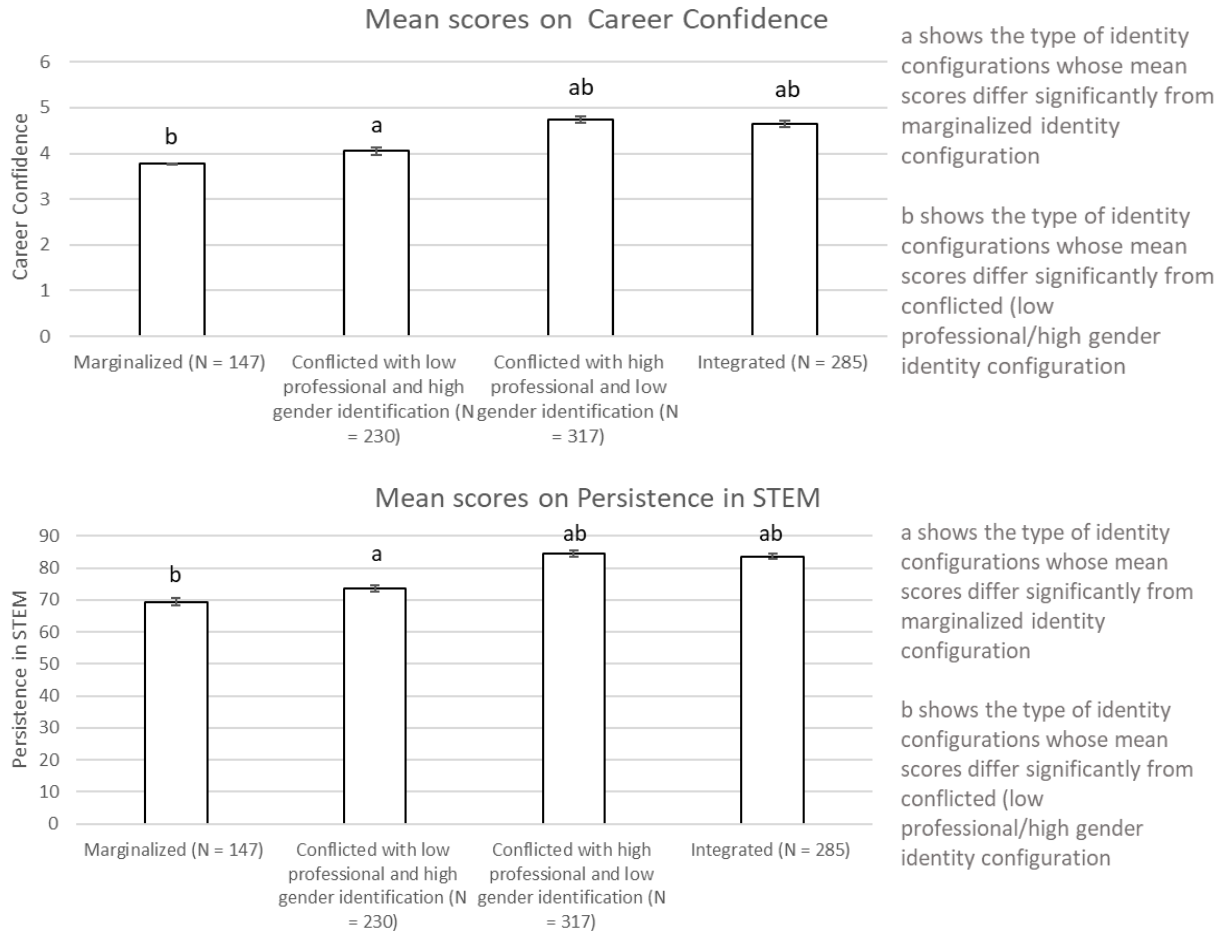 Mean scores on  Career Confidence
Career Confidence
6
5
4
3
2
1
0
b
a
ab
ab
Marginalized (N = 147)
Conflicted with low
professional and high
gender identification (N
= 230)
Conflicted with high
professional and low
gender identification (N
= 317)
Integrated (N = 285)
a shows the type of identity
configurations whose mean
scores differ significantly from
marginalized identity
configuration
b shows the type of identity
configurations whose mean
scores differ significantly from
conflicted (low
professional/high gender
identity configuration
Mean scores on Persistence in STEM
Persistence in STEM
90
80
70
60
50
40
30
20
10
0
b
a
ab
ab
Marginalized (N = 147)
Conflicted with low
professional and high
gender identification (N
= 230)
Conflicted with high
professional and low
gender identification (N =
317)
Integrated (N = 285)
a shows the type of identity
configurations whose mean
scores differ significantly from
marginalized identity
configuration
b shows the type of identity
configurations whose mean
scores differ significantly from
conflicted (low
professional/high gender
identity configuration